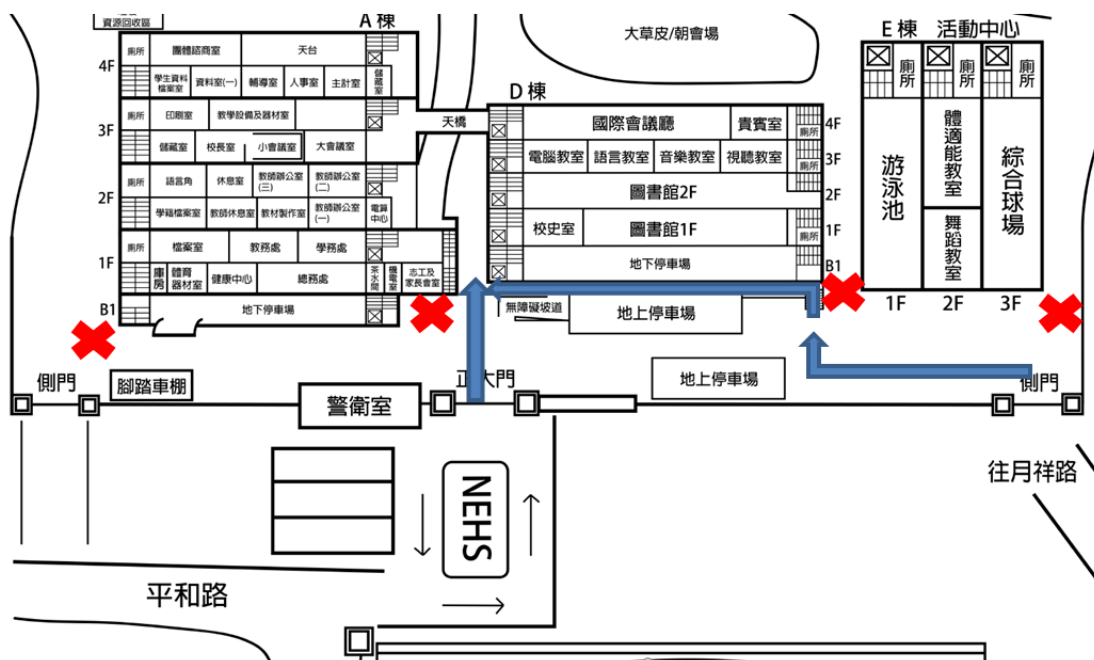 資源回收區
A 棟
4F
廁所 團體諮商室 天台
學生資料
檔案室
資料室(一) 輔導室 人事室 主計室
儲藏室
3F
廁所 印刷室 教學設備及器材室
儲藏室 校長室 小會議室 大會議室
2F
廁所 語言角 休息室
教師辦公室
(三)
教師辦公室
(二)
學籍檔案室 教師休息室 教材製作室
教師辦公室
(一)
電算
中心
1F
廁所 檔案室 教務處 學務處
庫房
體育
器材室
健康中心 總務處
茶水間
機電室
志工及
家長會室
B1 地下停車場
天橋
大草皮/朝會場
D 棟
國際會議廳 貴賓室 廁所 4F
電腦教室 語言教室 音樂教室 視聽教室 廁所 3F
圖書館2F 2F
校史室 圖書館1F 廁所 1F
地下停車場 B1
無障礙坡道 地上停車場
E 棟 活動中心
廁所 廁所 廁所
游泳池
體適能教室
舞蹈教室
綜合球場
1F 2F 3F
側門 腳踏車棚
警衛室
正大門
地上停車場
側門
往月祥路
NEHS
平和路